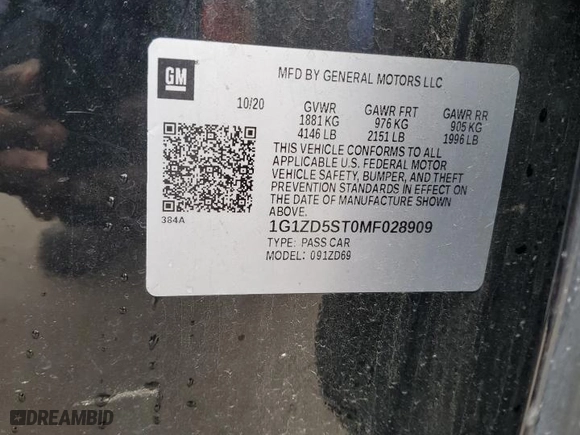 GM
MFD BY GENERAL MOTORS LLC
10/20 GVWR GAWR FRT GAWR RR
1881 KG 976 KG 905 KG
4146 LB 2151 LB 1996 LB
THIS VEHICLE CONFORMS TO ALL
APPLICABLE U.S. FEDERAL MOTOR
VEHICLE SAFETY, BUMPER, AND THEFT
PREVENTION STANDARDS IN EFFECT ON
THE DATE OF MANUFACTURE SHOWN
ABOVE.
384A
1G1ZD5ST0MF028909
TYPE: PASS CAR
MODEL: 091ZD69
DREAMBID